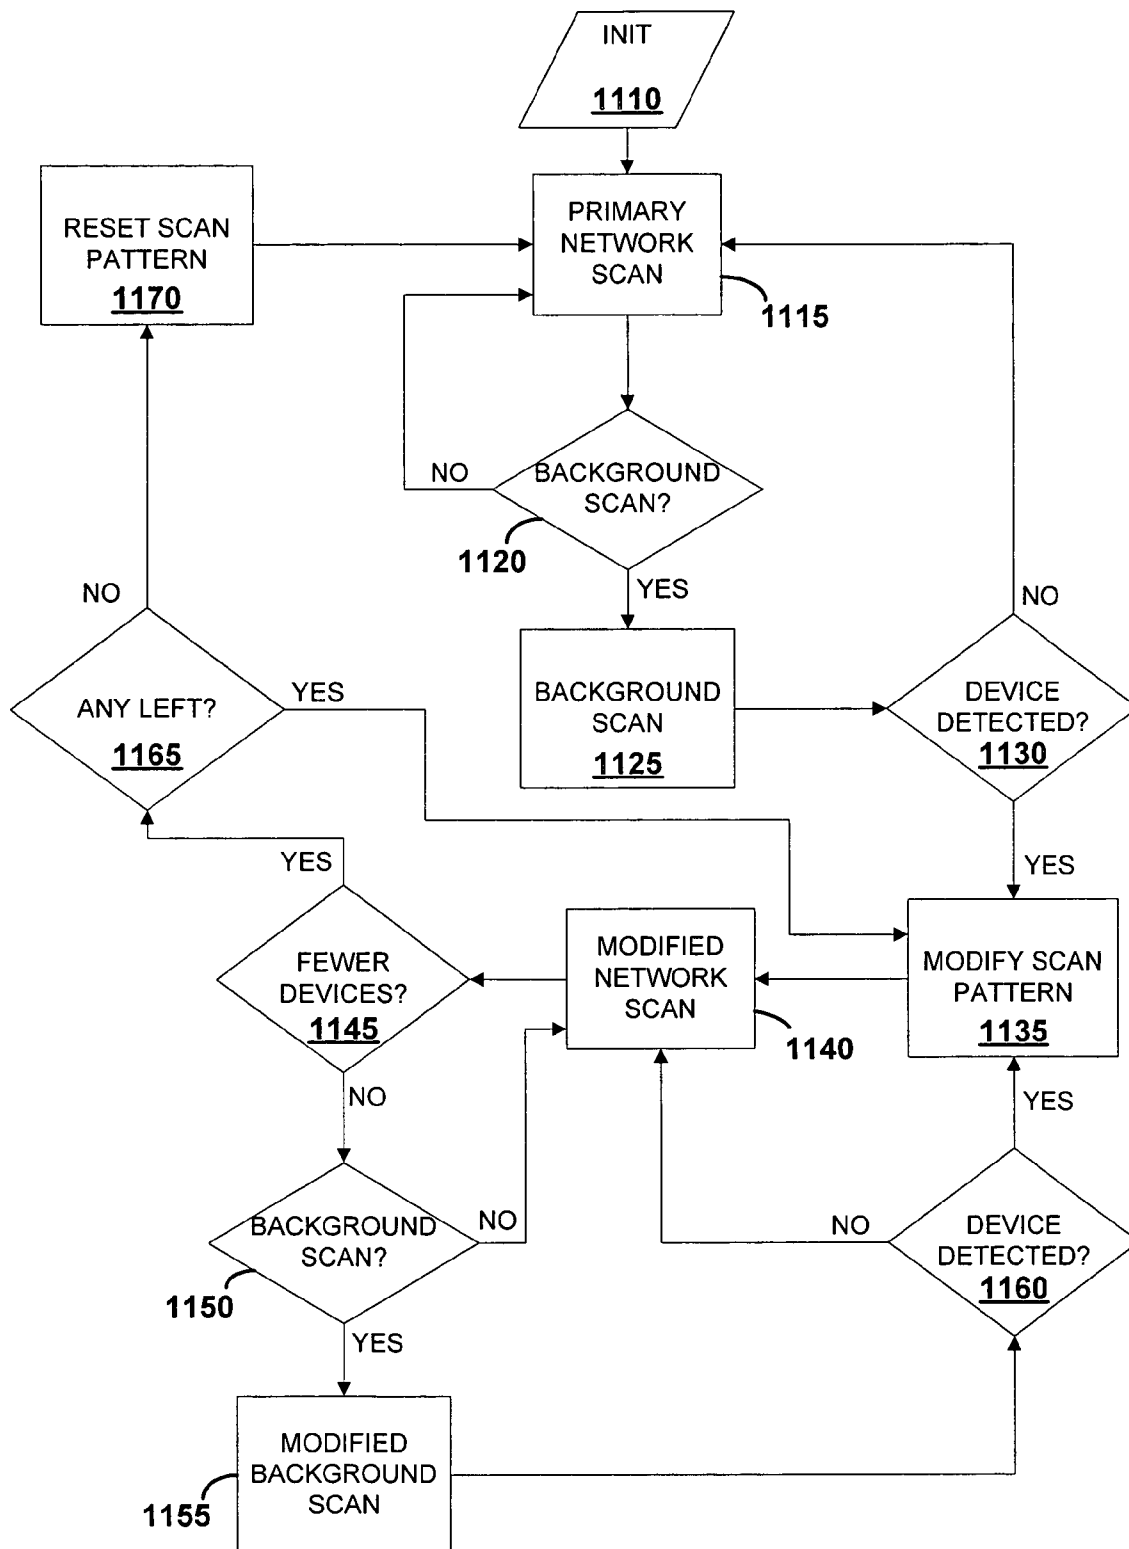 INIT
1110
RESET SCAN
PATTERN
1170
PRIMARY
NETWORK
SCAN
1115
NO
BACKGROUND
SCAN?
1120
YES
NO
ANY LEFT?
1165
YES
BACKGROUND
SCAN
1125
NO
DEVICE
DETECTED?
1130
YES
YES
FEWER
DEVICES?
1145
MODIFIED
NETWORK
SCAN
1140
MODIFY SCAN
PATTERN
1135
NO
YES
BACKGROUND
SCAN?
1150
NO
NO
DEVICE
DETECTED?
1160
YES
MODIFIED
BACKGROUND
SCAN
1155